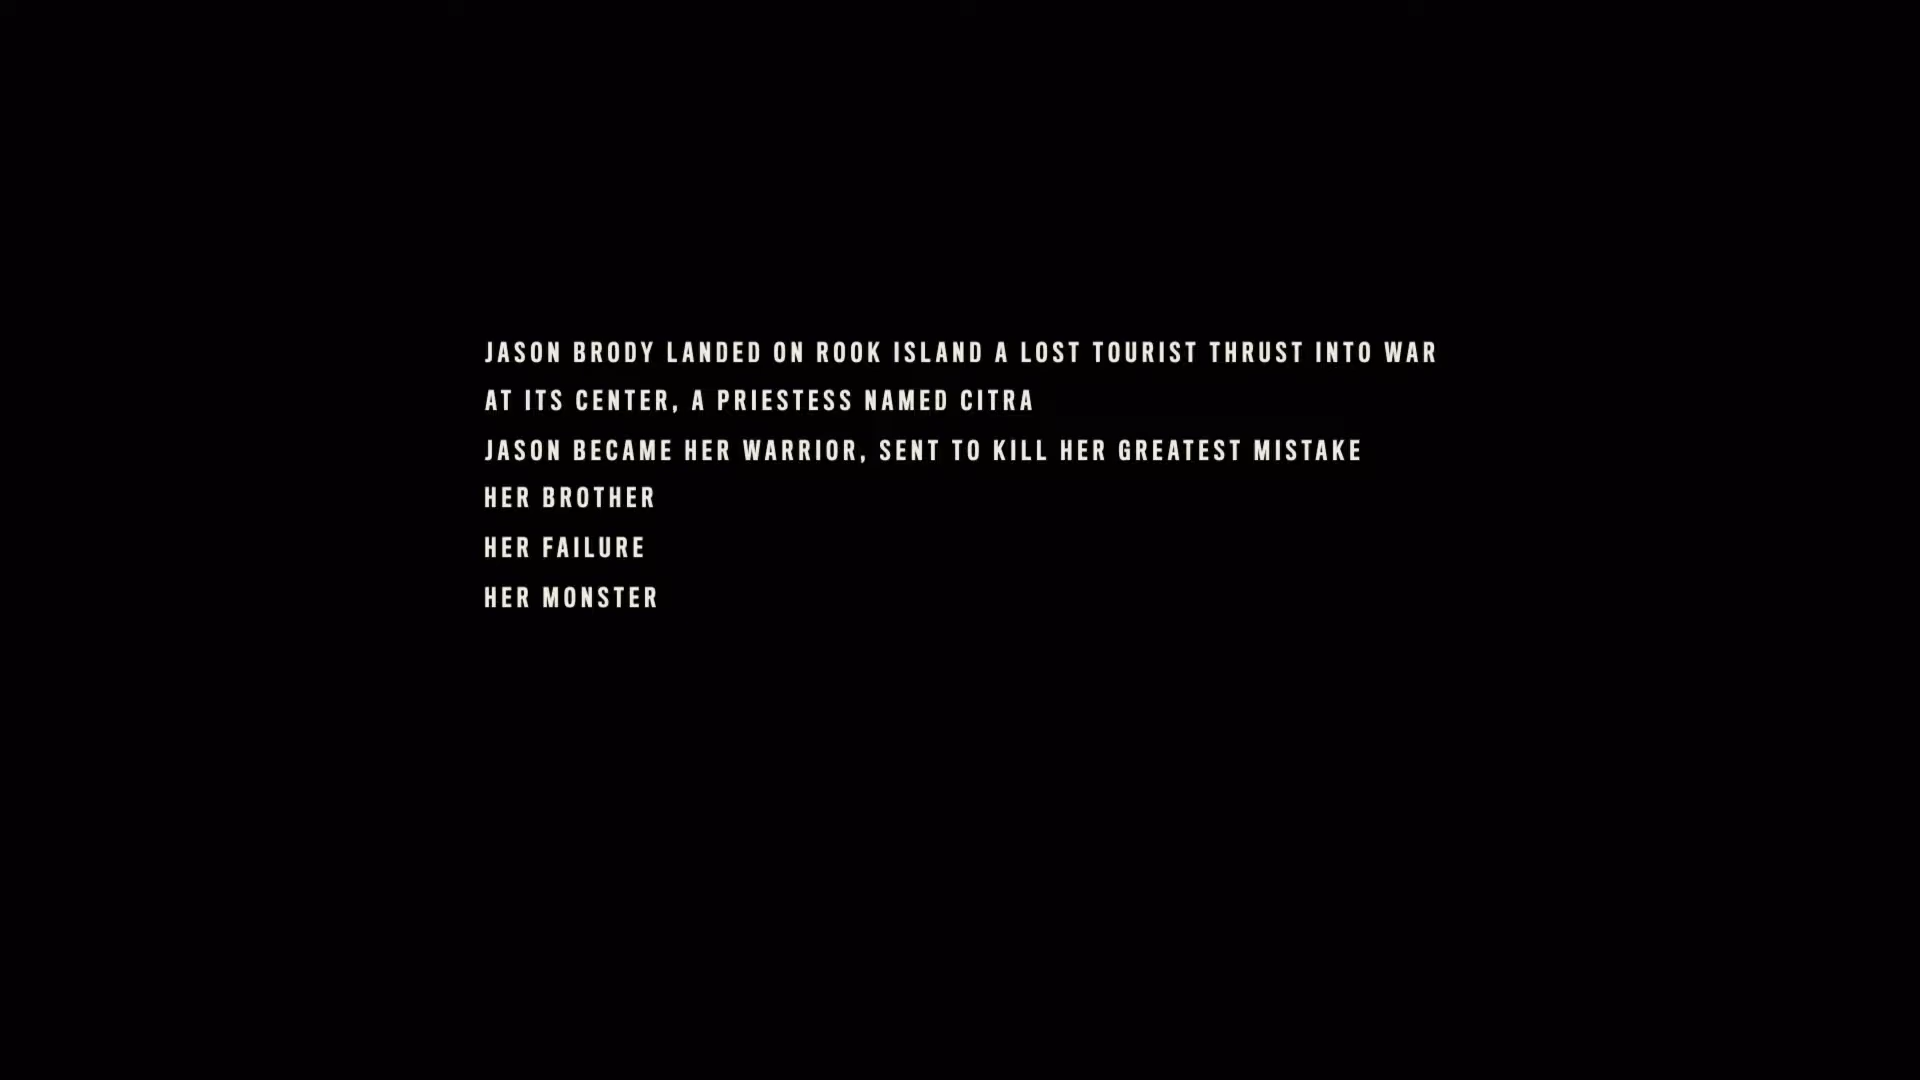 JASON BRODY LANDED ON ROOK ISLAND A LOST TOURIST THRUST INTO WAR
AT ITS CENTER, A PRIESTESS NAMED CITRA
JASON BECAME HER WARRIOR, SENT TO KILL HER GREATEST MISTAKE
HER BROTHER
HER FAILURE
HER MONSTER